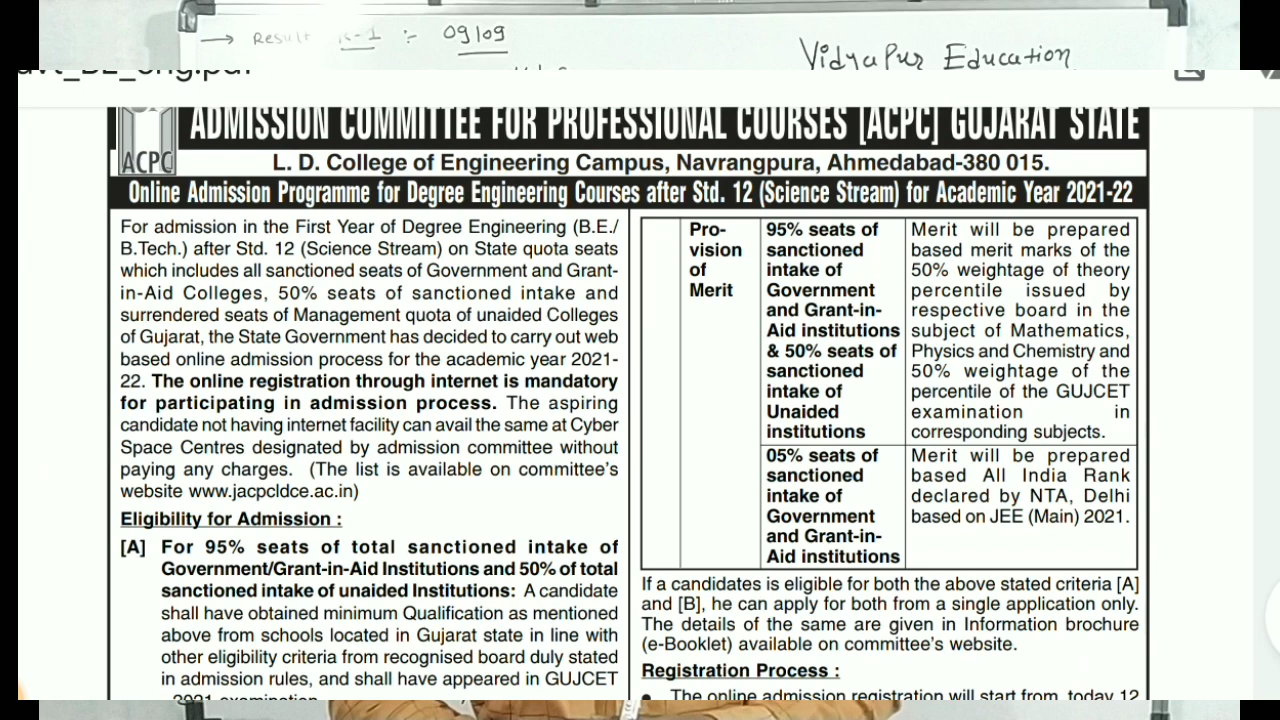 → Result R-1 :- 09/09
Vidyapur Education
ADMISSION COMMITTEE FOR PROFESSIONAL COURSES [ACPC] GUJARAT STATE
ACPC
L. D. College of Engineering Campus, Navrangpura, Ahmedabad-380 015.
Online Admission Programme for Degree Engineering Courses after Std. 12 (Science Stream) for Academic Year 2021-22
For admission in the First Year of Degree Engineering (B.E./
B.Tech.) after Std. 12 (Science Stream) on State quota seats
which includes all sanctioned seats of Government and Grant-
in-Aid Colleges, 50% seats of sanctioned intake and
surrendered seats of Management quota of unaided Colleges
of Gujarat, the State Government has decided to carry out web
based online admission process for the academic year 2021-
22. The online registration through internet is mandatory
for participating in admission process. The aspiring
candidate not having internet facility can avail the same at Cyber
Space Centres designated by admission committee without
paying any charges. (The list is available on committee's
website www.jacpcldce.ac.in)
Eligibility for Admission :
[A] For 95% seats of total sanctioned intake of
Government/Grant-in-Aid Institutions and 50% of total
sanctioned intake of unaided Institutions: A candidate
shall have obtained minimum Qualification as mentioned
above from schools located in Gujarat state in line with
other eligibility criteria from recognised board duly stated
in admission rules, and shall have appeared in GUJCET
2021 examination
Pro-
vision
of
Merit
95% seats of
sanctioned
intake of
Government
and Grant-in-
Aid institutions
& 50% seats of
sanctioned
intake of
Unaided
institutions
Merit will be prepared
based merit marks of the
50% weightage of theory
percentile issued by
respective board in the
subject of Mathematics,
Physics and Chemistry and
50% weightage of the
percentile of the GUJCET
examination in
corresponding subjects.
05% seats of
sanctioned
intake of
Government
and Grant-in-
Aid institutions
Merit will be prepared
based All India Rank
declared by NTA, Delhi
based on JEE (Main) 2021.
If a candidates is eligible for both the above stated criteria [A]
and [B], he can apply for both from a single application only.
The details of the same are given in Information brochure
(e-Booklet) available on committee's website.
Registration Process :
• The online admission registration will start from, today 12